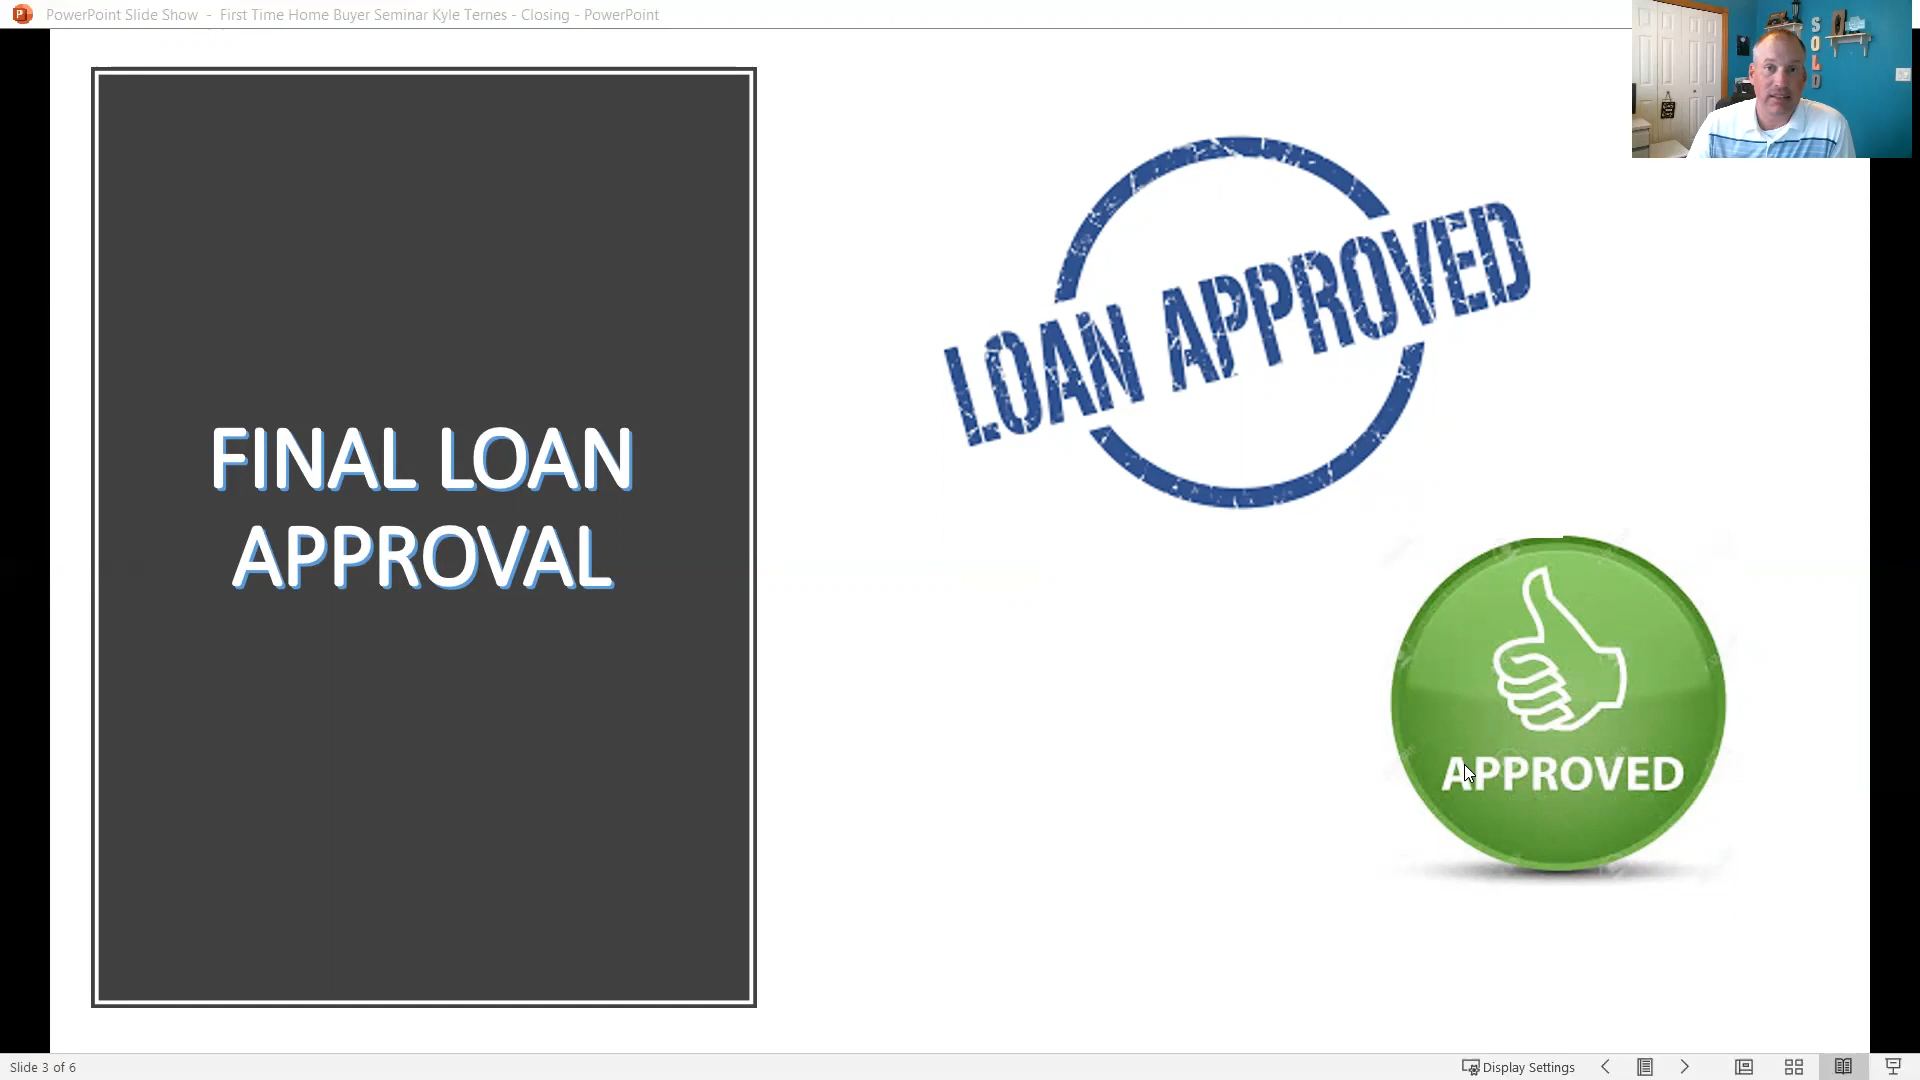 PowerPoint Slide Show - First Time Home Buyer Seminar Kyle Ternes - Closing - PowerPoint
SOLD
FINAL LOAN
APPROVAL
LOAN APPROVED
APPROVED
Slide 3 of 6
Display Settings